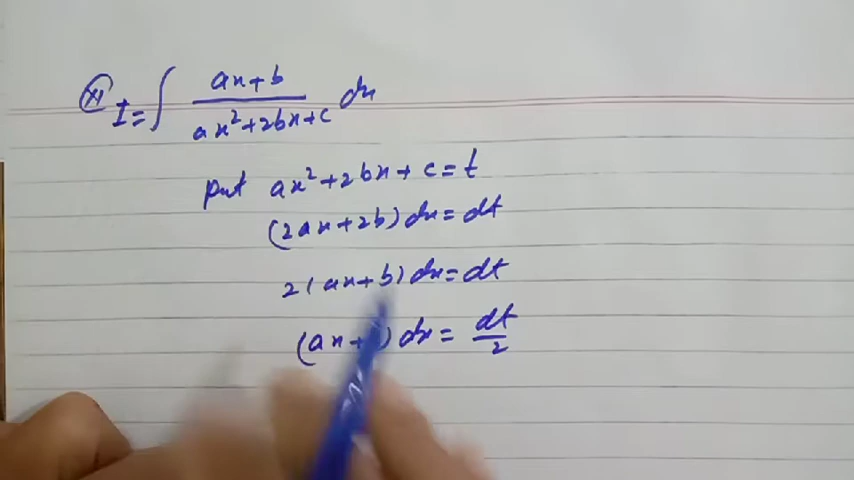 (xi) I = ∫ (ax+b)/(ax²+2bx+c) dx
put ax²+2bx+c=t
(2ax+2b)dx=dt
2(ax+b)dx=dt
(ax+ ) dx = dt/2